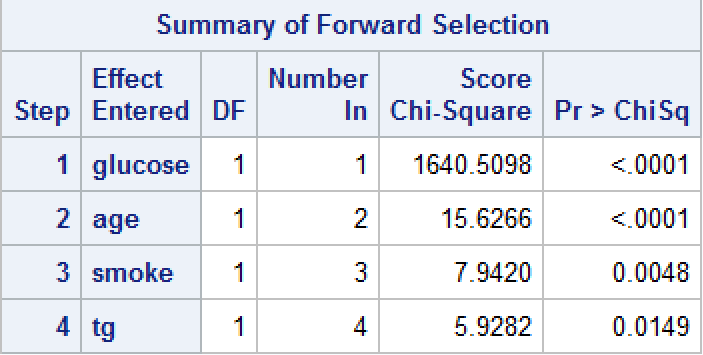 Summary of Forward Selection
Step Effect Entered DF Number In Score Chi-Square Pr > ChiSq
1 glucose 1 1 1640.5098 <.0001
2 age 1 2 15.6266 <.0001
3 smoke 1 3 7.9420 0.0048
4 tg 1 4 5.9282 0.0149